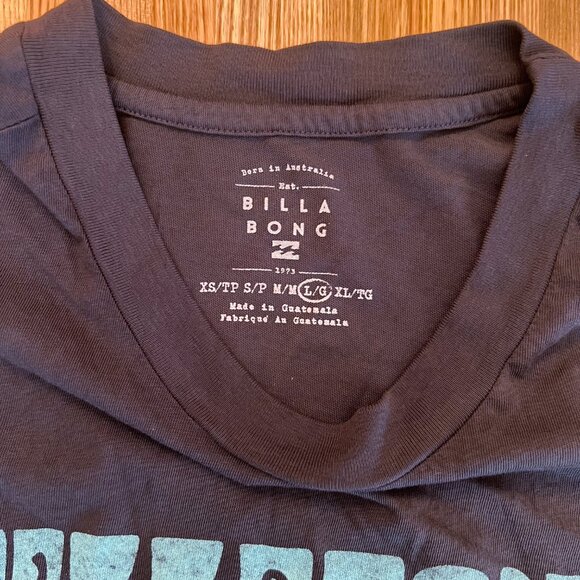 Born in Australia
Est.
BILLA
BONG
1973
XS/TP S/P M/M L/G XL/TG
Made in Guatemala
Fabriqué Au Guatemala